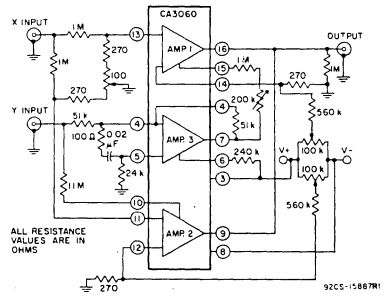 CA3060
X INPUT
1 M
13
AMP. 1
16
OUTPUT
270
100
1M
270
15
1M
14
270
1M
Y INPUT
51 k
4
100 Ω
0.02
μF
5
24 k
AMP. 3
4
200 k
51 k
7
6
240 k
3
560 k
V+
100 k
100 k
V-
11 M
10
11
12
AMP. 2
9
8
560 k
ALL RESISTANCE
VALUES ARE IN
OHMS
270
92CS-15887R1